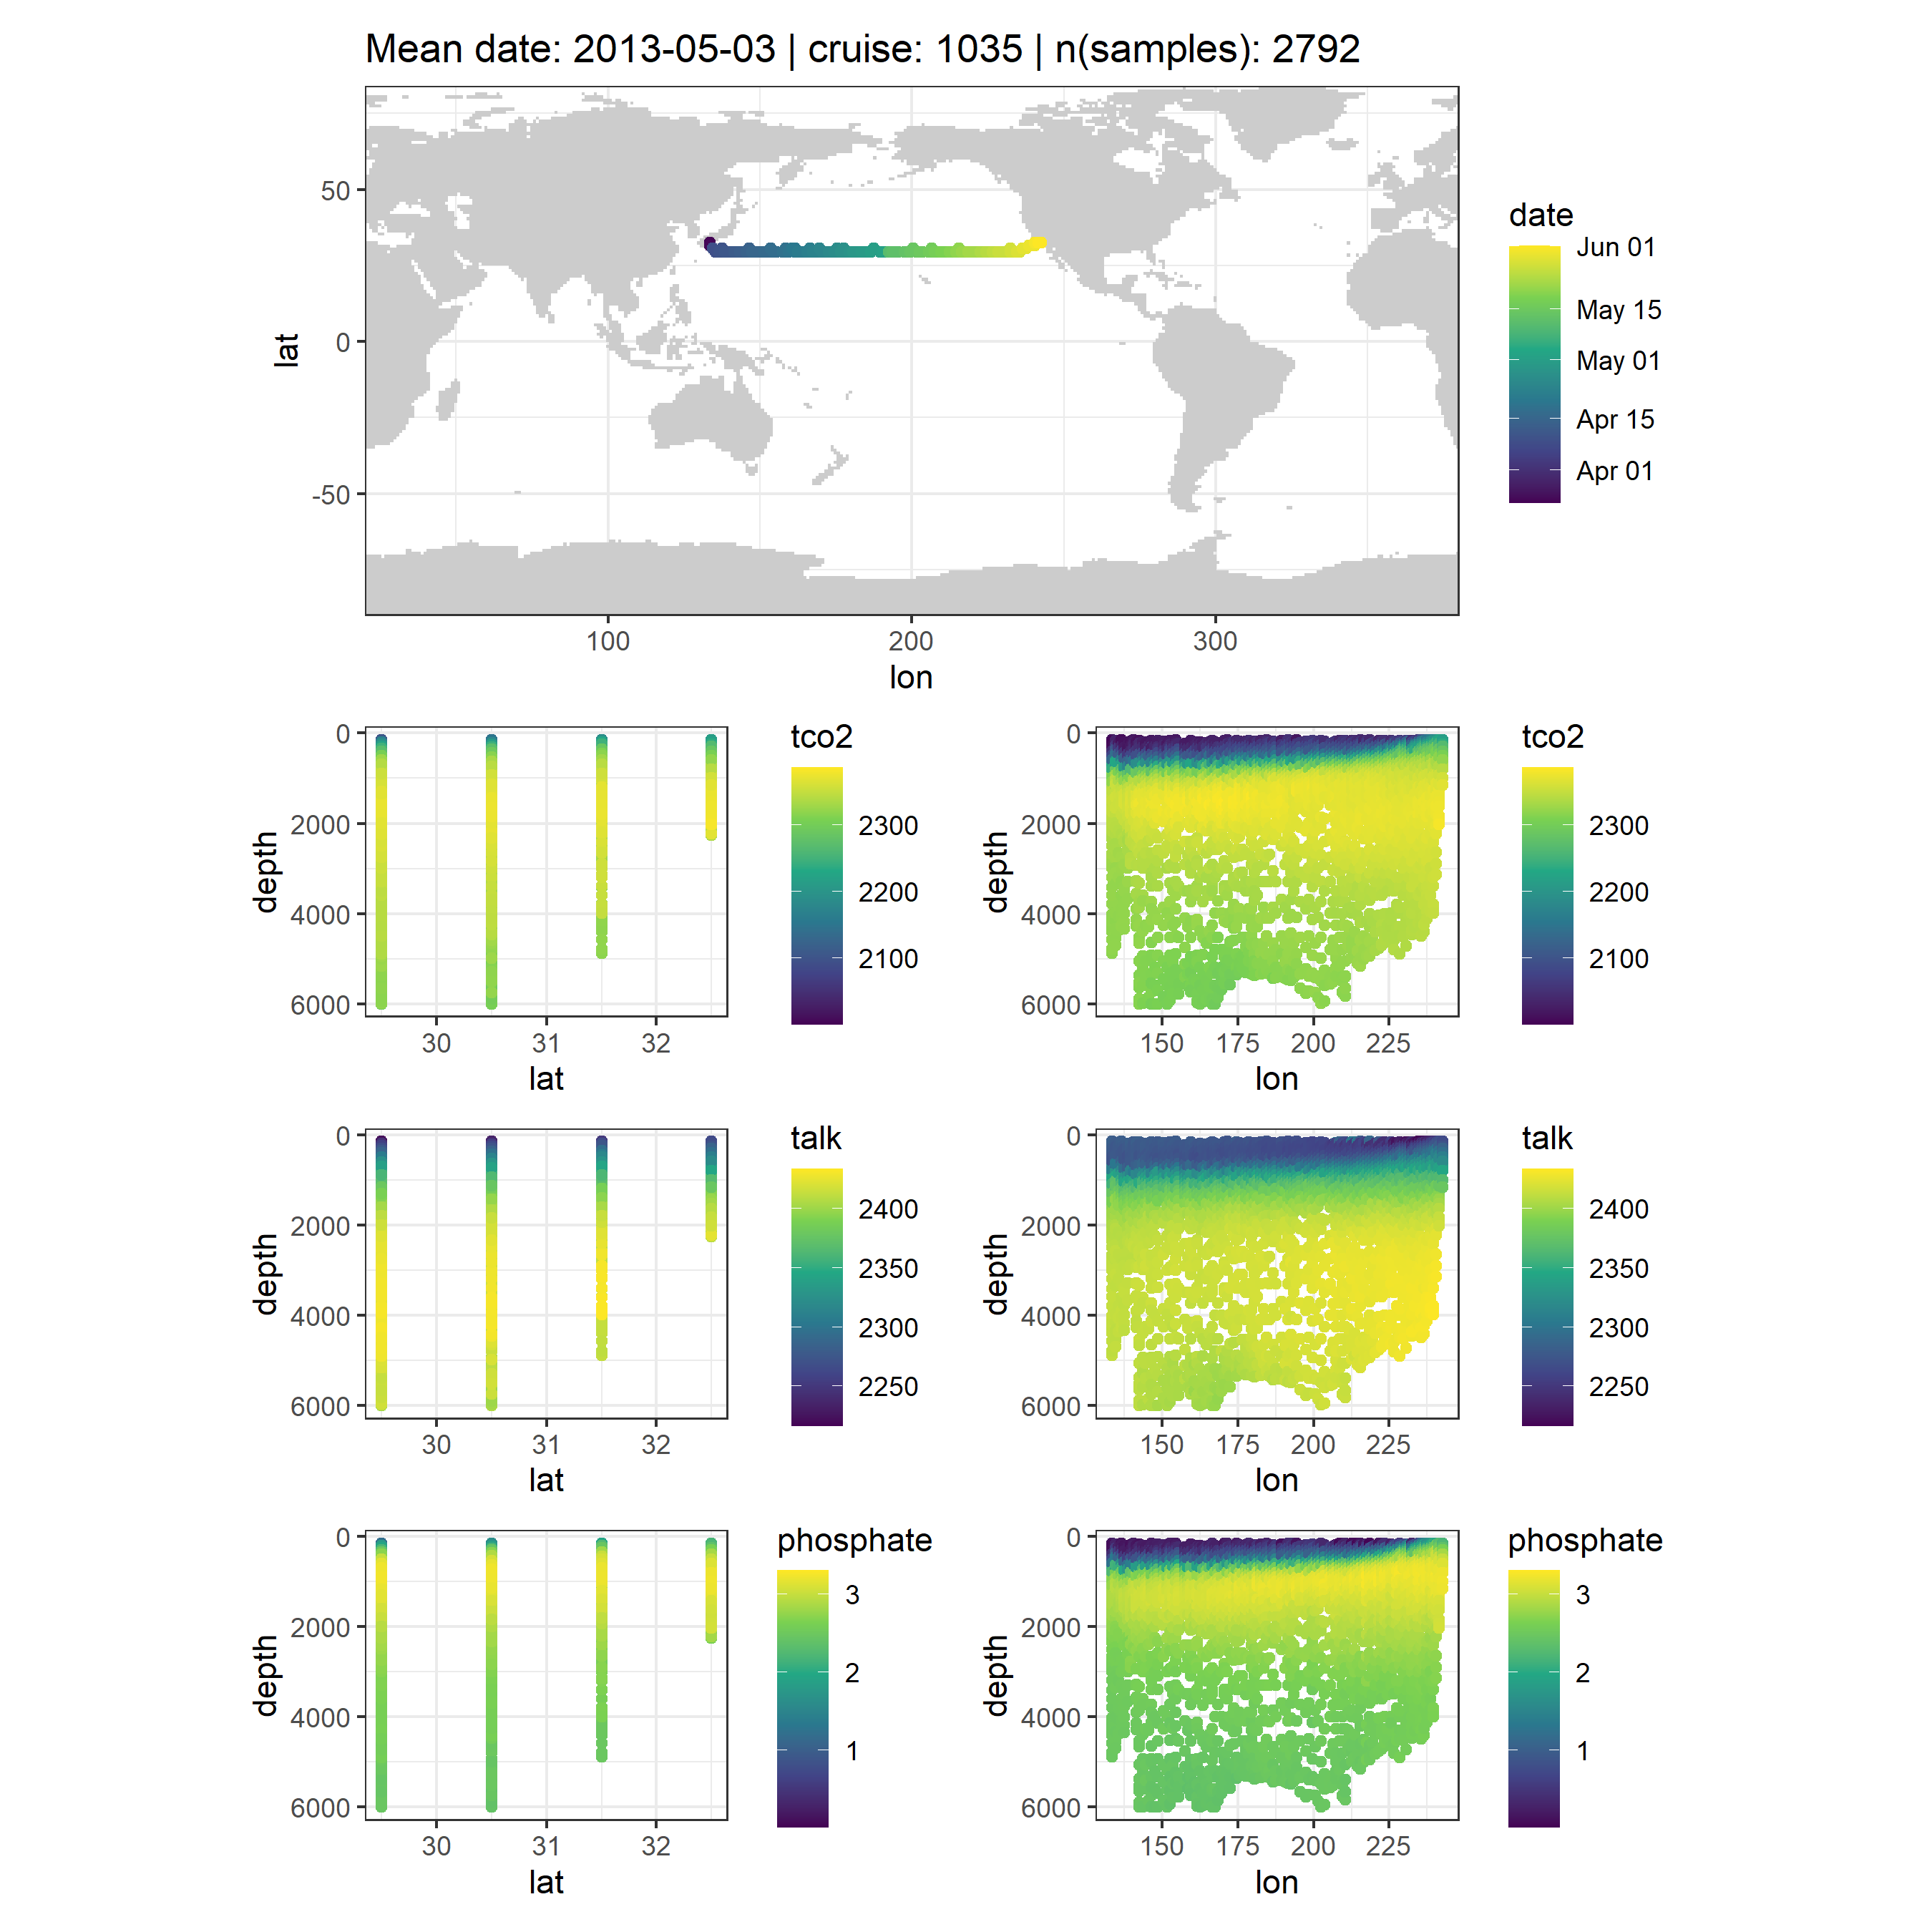 Mean date: 2013-05-03 | cruise: 1035 | n(samples): 2792
50
0
-50
lat
100 200 300
lon
date
Jun 01
May 15
May 01
Apr 15
Apr 01
0
2000
4000
6000
depth
30 31 32
lat
tco2
2300
2200
2100
0
2000
4000
6000
depth
150 175 200 225
lon
tco2
2300
2200
2100
0
2000
4000
6000
depth
30 31 32
lat
talk
2400
2350
2300
2250
0
2000
4000
6000
depth
150 175 200 225
lon
talk
2400
2350
2300
2250
0
2000
4000
6000
depth
30 31 32
lat
phosphate
3
2
1
0
2000
4000
6000
depth
150 175 200 225
lon
phosphate
3
2
1